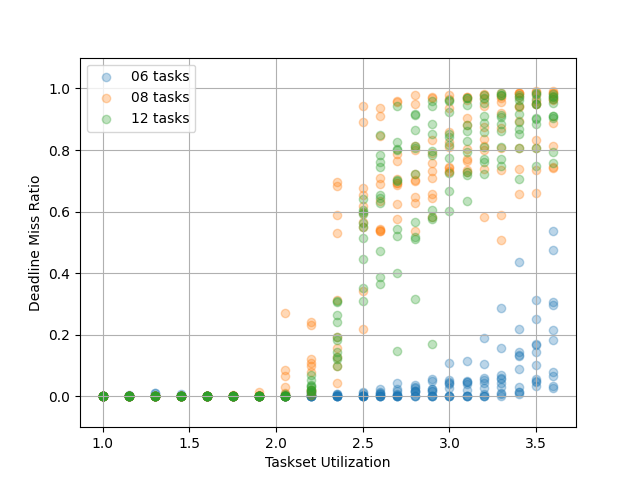 06 tasks
08 tasks
12 tasks
1.0
0.8
0.6
0.4
0.2
0.0
Deadline Miss Ratio
1.0 1.5 2.0 2.5 3.0 3.5
Taskset Utilization